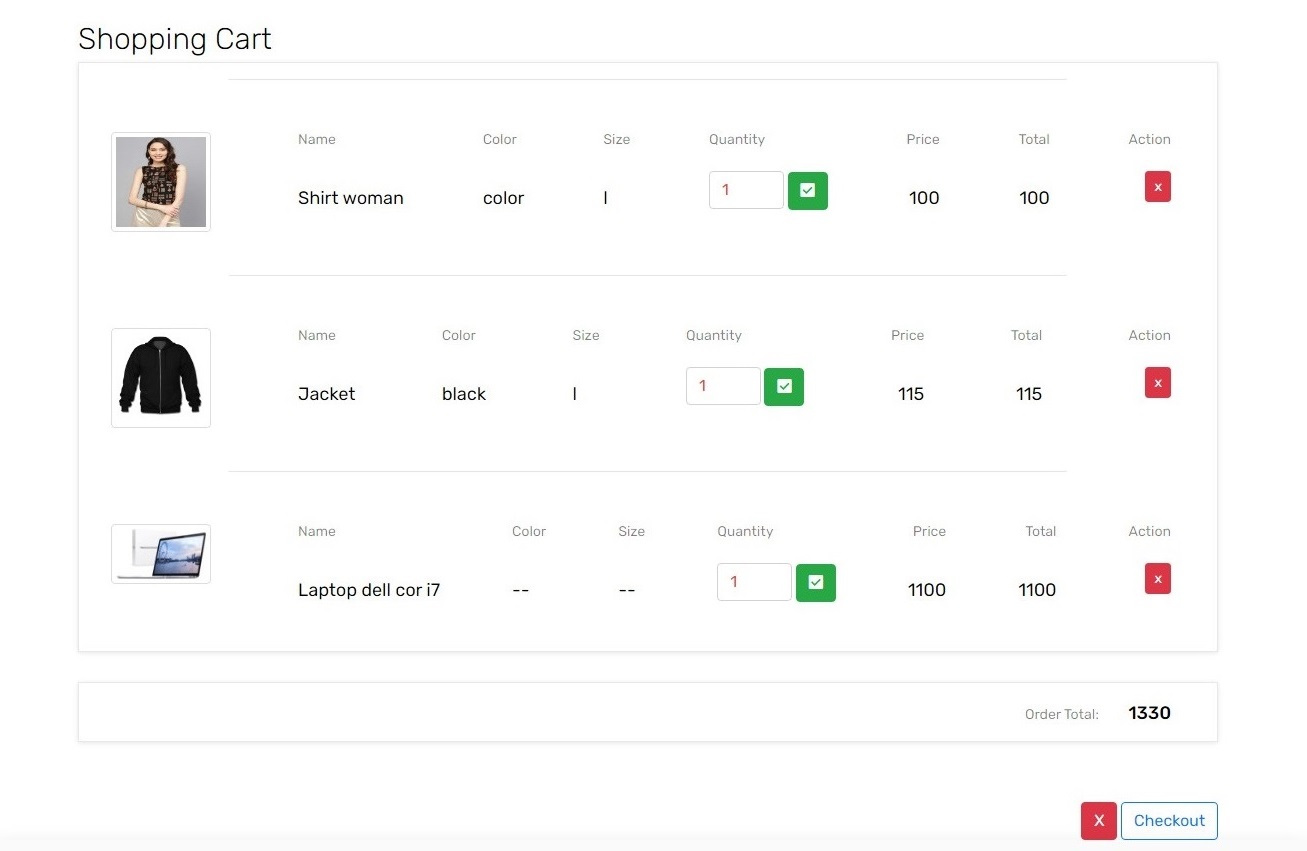 Shopping Cart
Name Color Size Quantity Price Total Action
Shirt woman color l 1 100 100 x
Name Color Size Quantity Price Total Action
Jacket black l 1 115 115 x
Name Color Size Quantity Price Total Action
Laptop dell cor i7 -- -- 1 1100 1100 x
Order Total: 1330
X Checkout